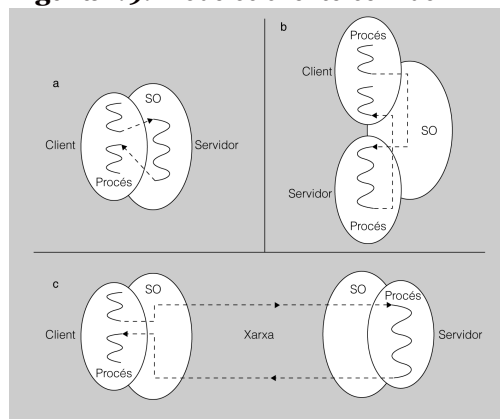 a
SO
Client
Servidor
Procés
b
Procés
Client
SO
Servidor
Procés
c
SO
Client
Procés
Xarxa
SO
Procés
Servidor